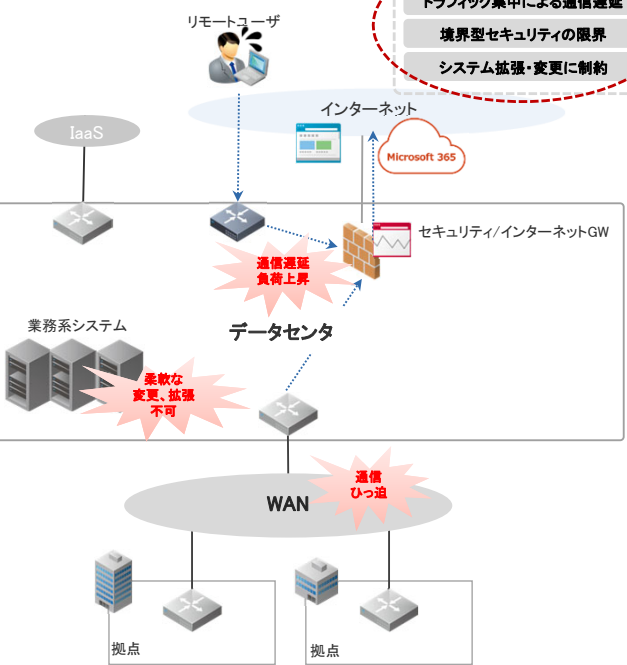 トラフィック集中による通信遅延
境界型セキュリティの限界
システム拡張・変更に制約
リモートユーザ
インターネット
IaaS
Microsoft 365
セキュリティ/インターネットGW
通信遅延
負荷上昇
業務系システム
データセンタ
柔軟な
変更、拡張
不可
通信
ひっ迫
WAN
拠点
拠点